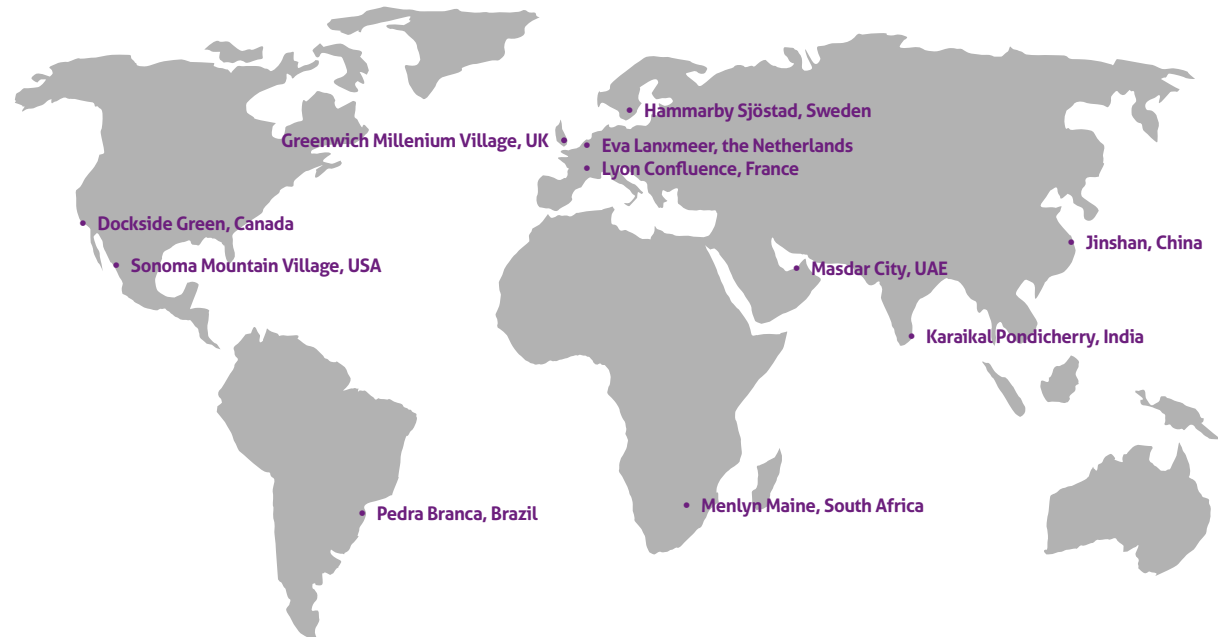 Hammarby Sjöstad, Sweden
Greenwich Millenium Village, UK
Eva Lanxmeer, the Netherlands
Lyon Confluence, France
Dockside Green, Canada
Jinshan, China
Sonoma Mountain Village, USA
Masdar City, UAE
Karaikal Pondicherry, India
Menlyn Maine, South Africa
Pedra Branca, Brazil